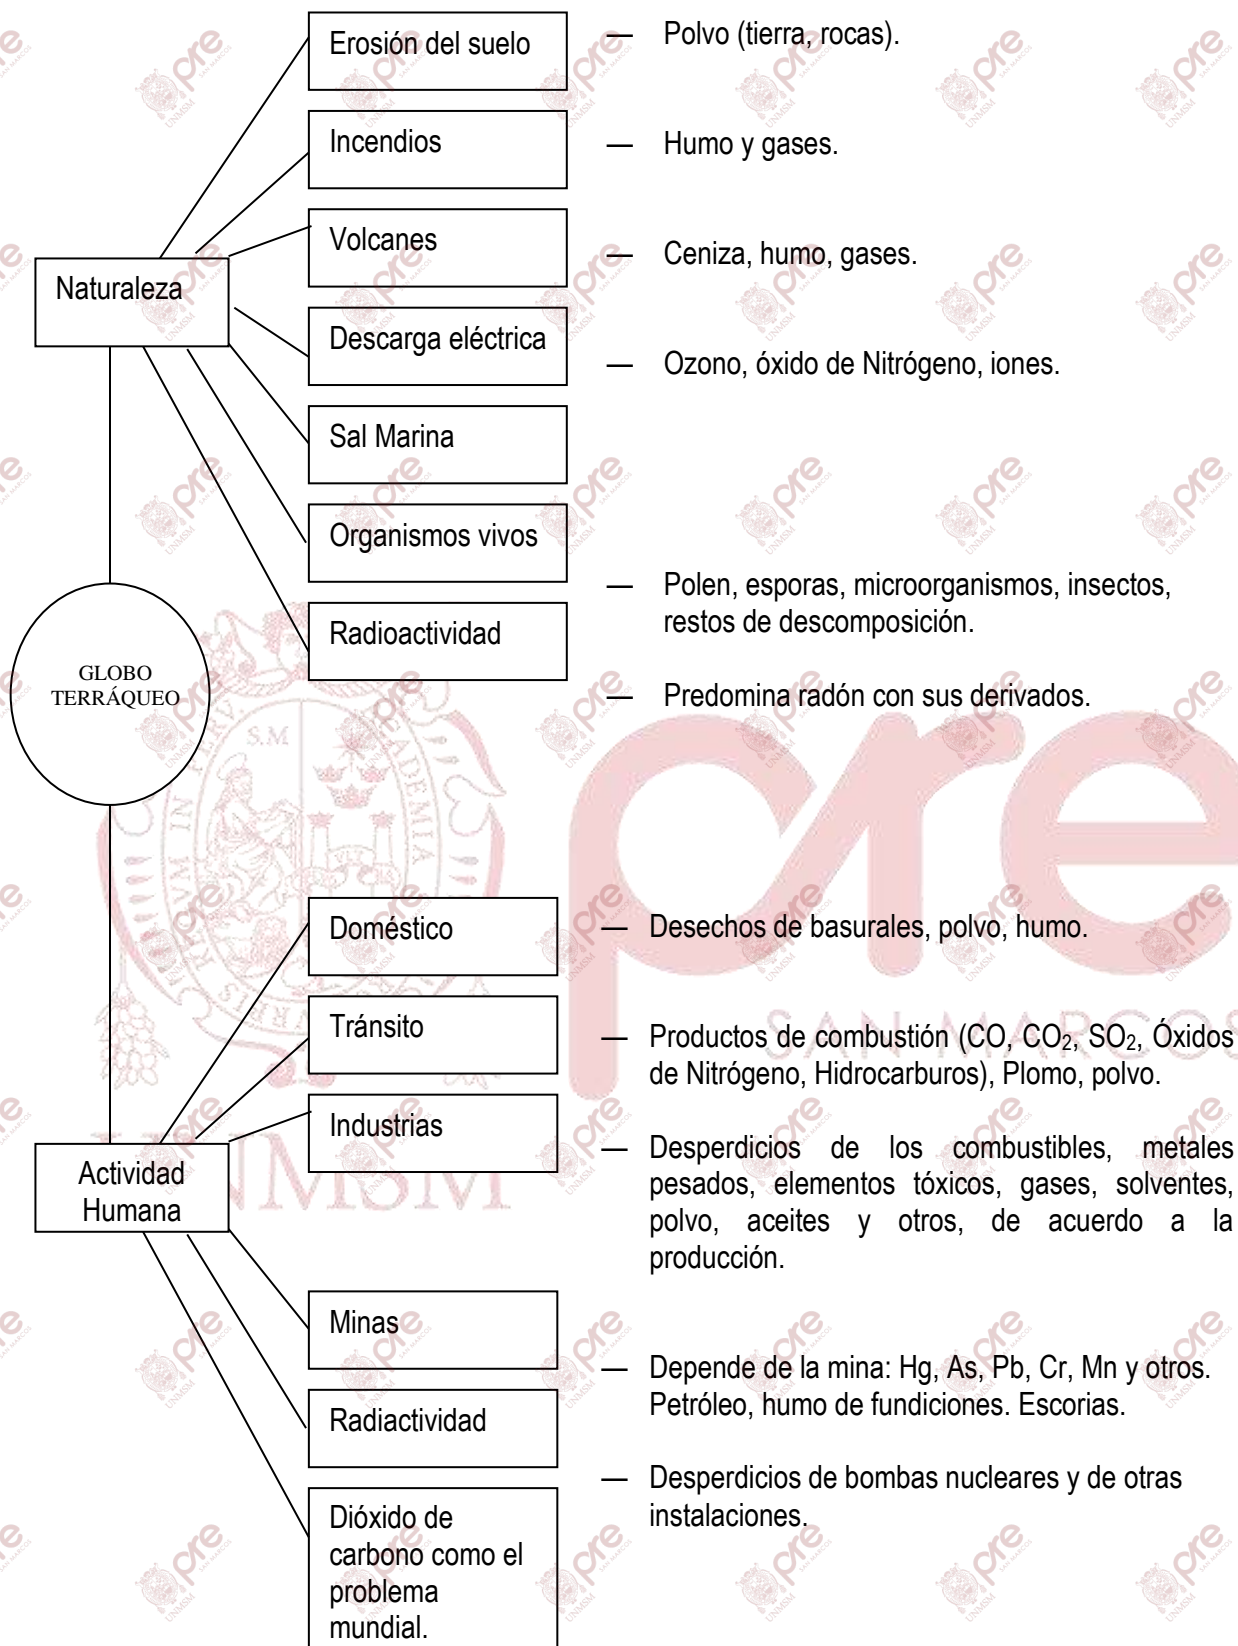 Erosión del suelo
— Polvo (tierra, rocas).
Incendios
— Humo y gases.
Volcanes
— Ceniza, humo, gases.
Naturaleza
Descarga eléctrica
— Ozono, óxido de Nitrógeno, iones.
Sal Marina
Organismos vivos
— Polen, esporas, microorganismos, insectos,
restos de descomposición.
Radioactividad
— Predomina radón con sus derivados.
GLOBO
TERRÁQUEO
Doméstico
— Desechos de basurales, polvo, humo.
Tránsito
— Productos de combustión (CO, CO₂, SO₂, Óxidos
de Nitrógeno, Hidrocarburos), Plomo, polvo.
Industrias
— Desperdicios de los combustibles, metales
pesados, elementos tóxicos, gases, solventes,
polvo, aceites y otros, de acuerdo a la
producción.
Actividad
Humana
Minas
— Depende de la mina: Hg, As, Pb, Cr, Mn y otros.
Petróleo, humo de fundiciones. Escorias.
Radiactividad
— Desperdicios de bombas nucleares y de otras
instalaciones.
Dióxido de
carbono como el
problema
mundial.
pre
SAN MARCOS
UNMSM